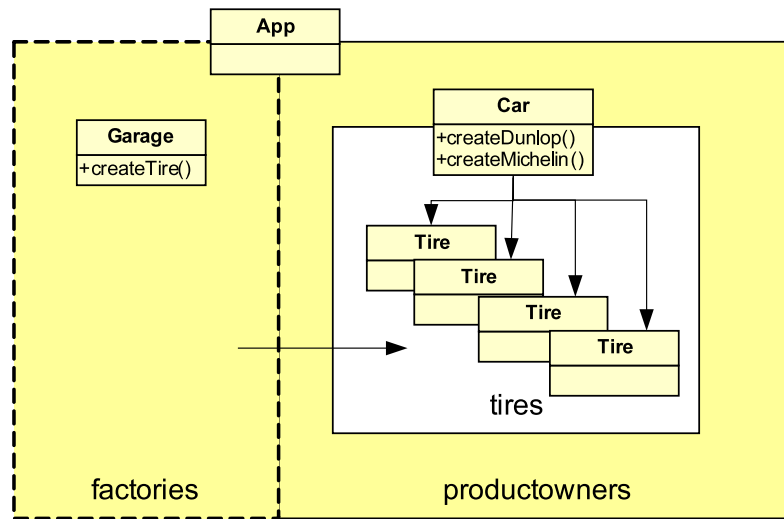 App
Garage
+createTire()
Car
+createDunlop()
+createMichelin()
Tire
Tire
Tire
Tire
tires
factories
productowners